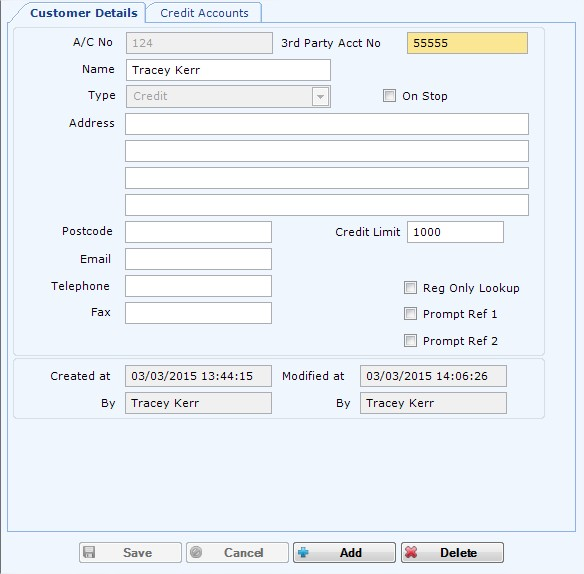 Customer Details Credit Accounts
A/C No 124 3rd Party Acct No 55555
Name Tracey Kerr
Type Credit On Stop
Address
Postcode Credit Limit 1000
Email
Telephone Reg Only Lookup
Fax Prompt Ref 1
Prompt Ref 2
Created at 03/03/2015 13:44:15 Modified at 03/03/2015 14:06:26
By Tracey Kerr By Tracey Kerr
Save Cancel Add Delete